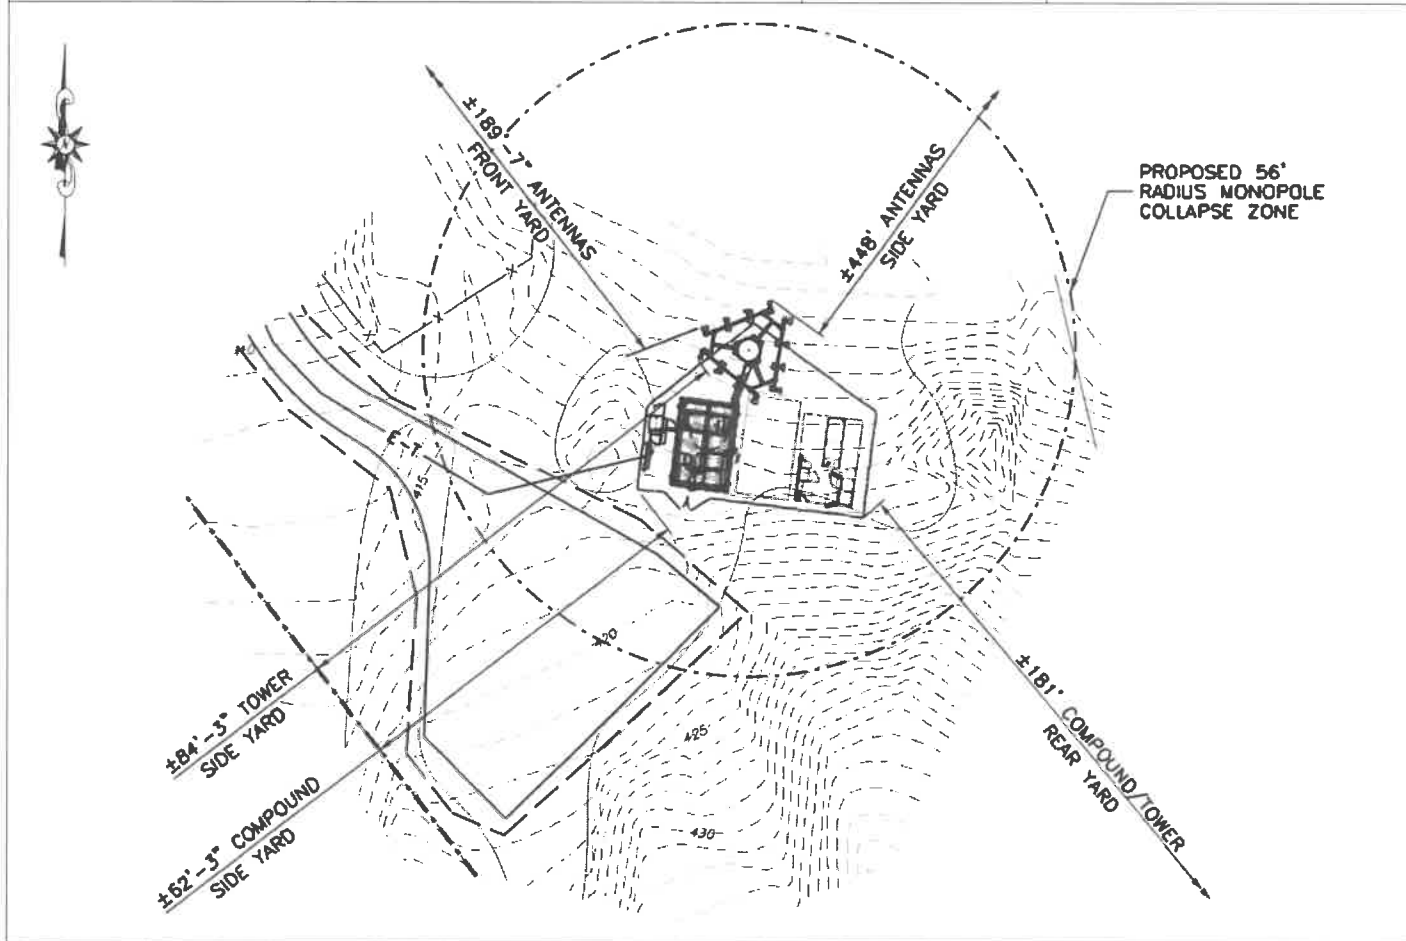 ±189'-7" ANTENNAS
FRONT YARD
±448' ANTENNAS
SIDE YARD
PROPOSED 56'
RADIUS MONOPOLE
COLLAPSE ZONE
E-T
415
420
425
430
±84'-3" TOWER
SIDE YARD
±62'-3" COMPOUND
SIDE YARD
±181' COMPOUND/TOWER
REAR YARD
N